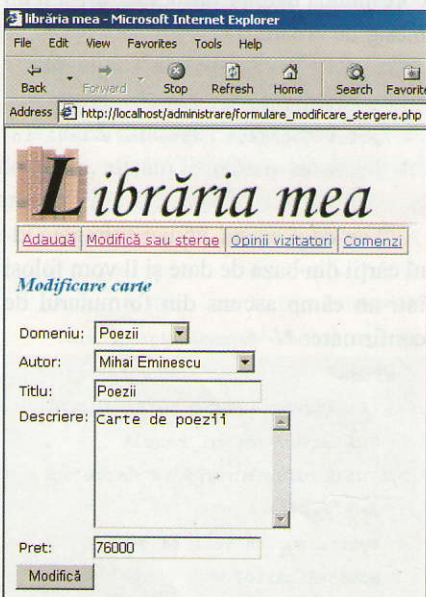 librăria mea - Microsoft Internet Explorer
File Edit View Favorites Tools Help
Back Forward Stop Refresh Home Search Favorite
Address http://localhost/administrare/formulare_modificare_stergere.php
Librăria mea
Adaugă Modifică sau sterge Opinii vizitatori Comenzi
Modificare carte
Domeniu: Poezii
Autor: Mihai Eminescu
Titlu: Poezii
Descriere: Carte de poezii
Pret: 76000
Modifică